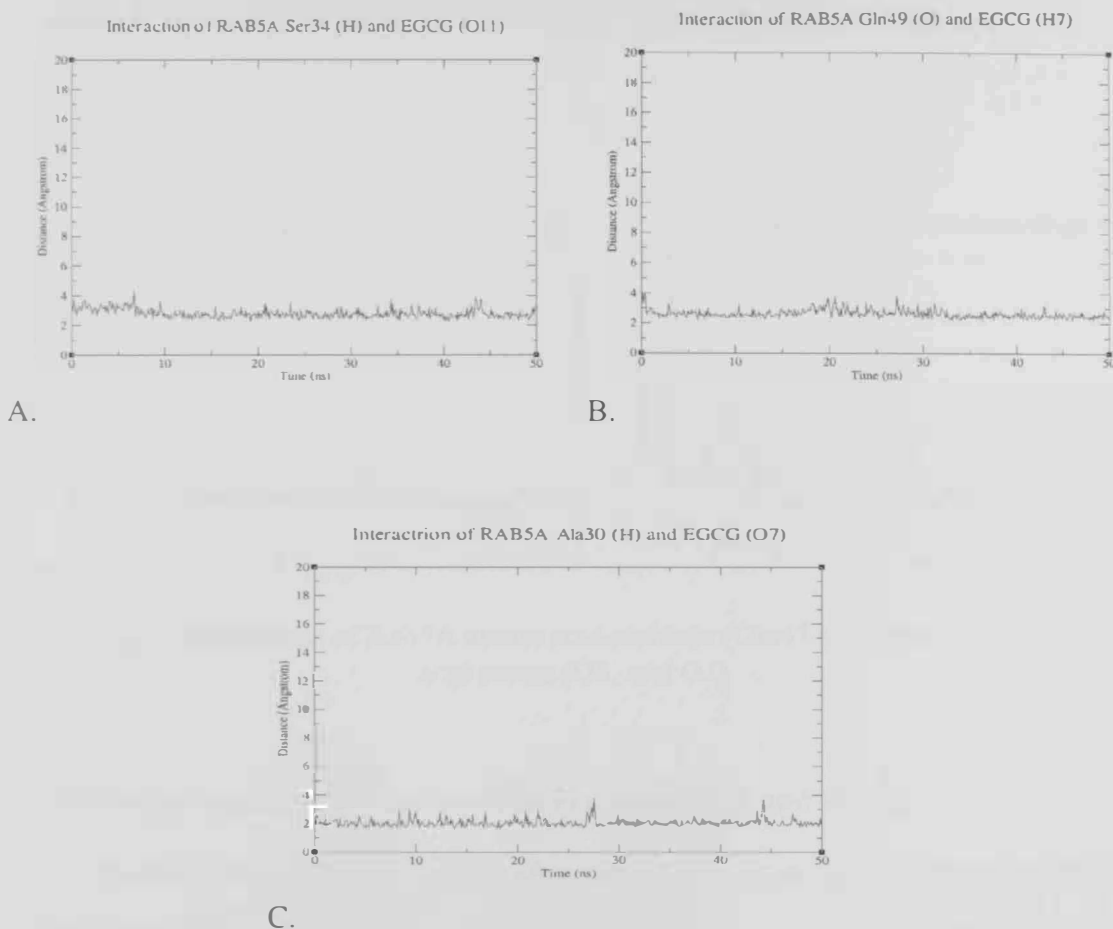 Interaction of RAB5A Ser34 (H) and EGCG (O11)
20
18
16
14
12
10
8
6
4
2
0
Distance (Angstrom)
0 10 20 30 40 50
Time (ns)
A.
Interaction of RAB5A Gln49 (O) and EGCG (H7)
20
18
16
14
12
10
8
6
4
2
0
Distance (Angstrom)
0 10 20 30 40 50
Time (ns)
B.
Interactrion of RAB5A Ala30 (H) and EGCG (O7)
20
18
16
14
12
10
8
6
4
2
0
Distance (Angstrom)
0 10 20 30 40 50
Time (ns)
C.